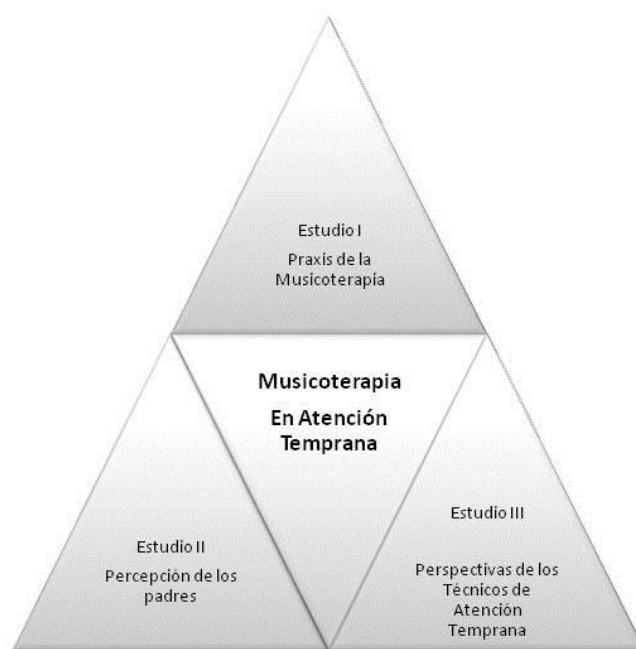 Estudio I
Praxis de la
Musicoterapia
Musicoterapia
En Atención
Temprana
Estudio II
Percepción de los
padres
Estudio III
Perspectivas de los
Técnicos de
Atención
Temprana